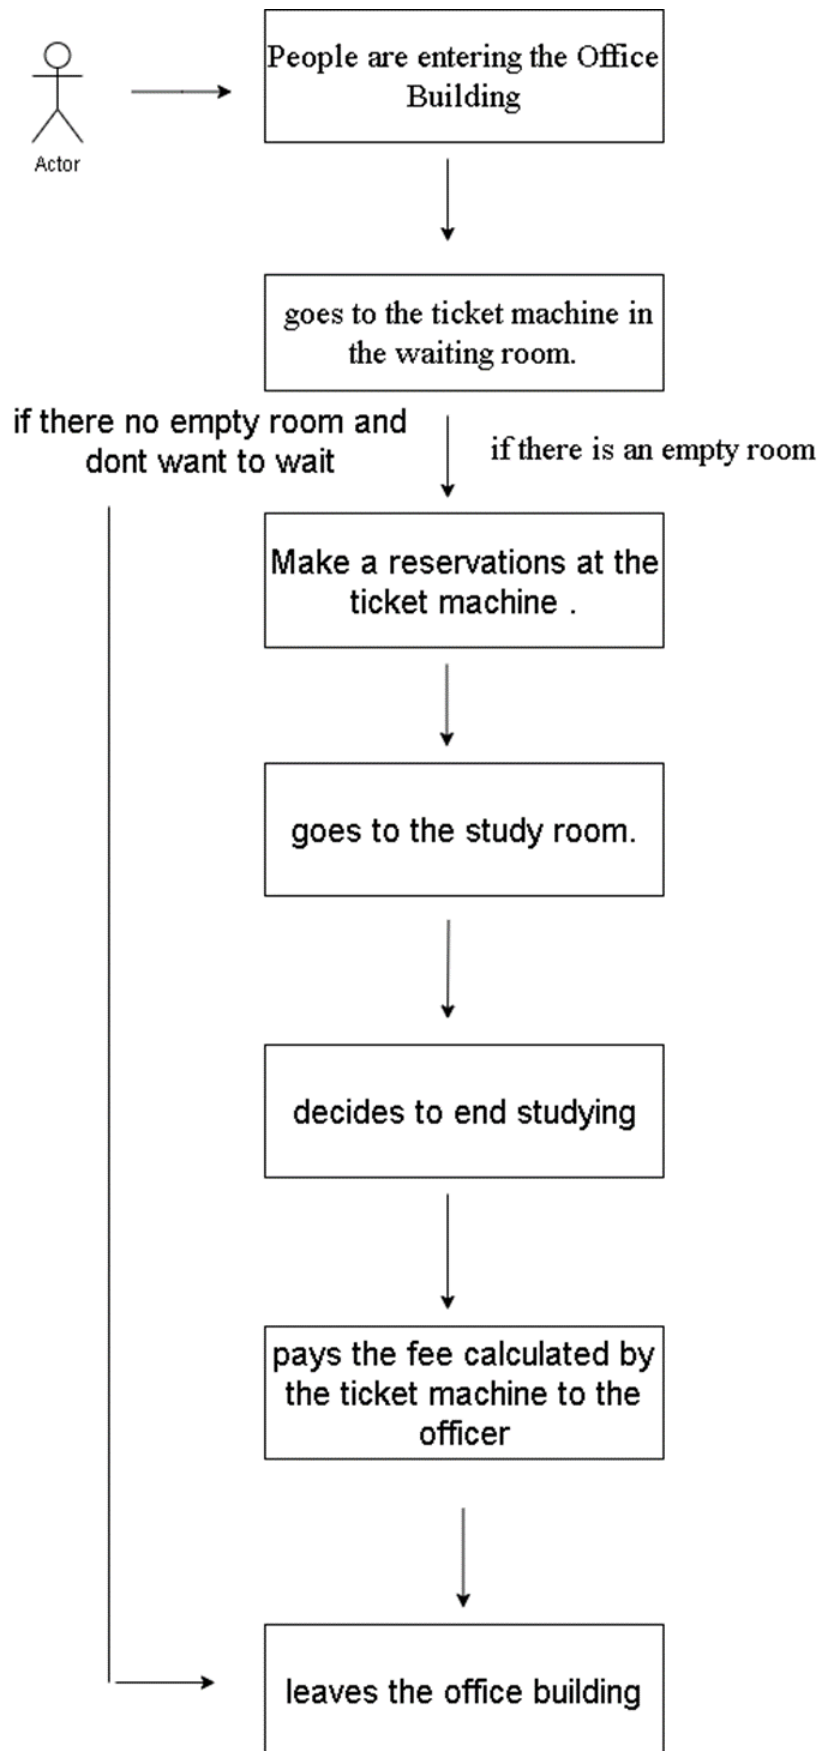 People are entering the Office
Building
Actor
goes to the ticket machine in
the waiting room.
if there no empty room and
dont want to wait
if there is an empty room
Make a reservations at the
ticket machine .
goes to the study room.
decides to end studying
pays the fee calculated by
the ticket machine to the
officer
leaves the office building